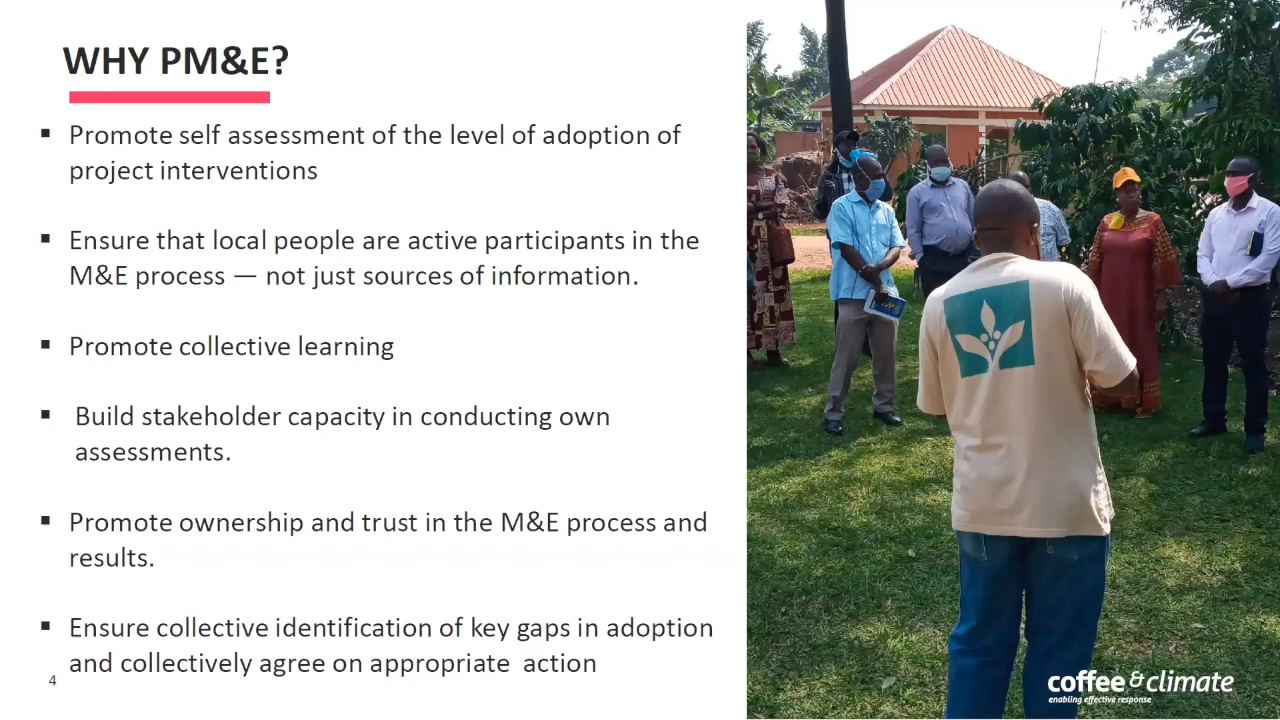 WHY PM&E?
▪ Promote self assessment of the level of adoption of
project interventions
▪ Ensure that local people are active participants in the
M&E process — not just sources of information.
▪ Promote collective learning
▪ Build stakeholder capacity in conducting own
assessments.
▪ Promote ownership and trust in the M&E process and
results.
▪ Ensure collective identification of key gaps in adoption
and collectively agree on appropriate action
4
coffee & climate
enabling effective response